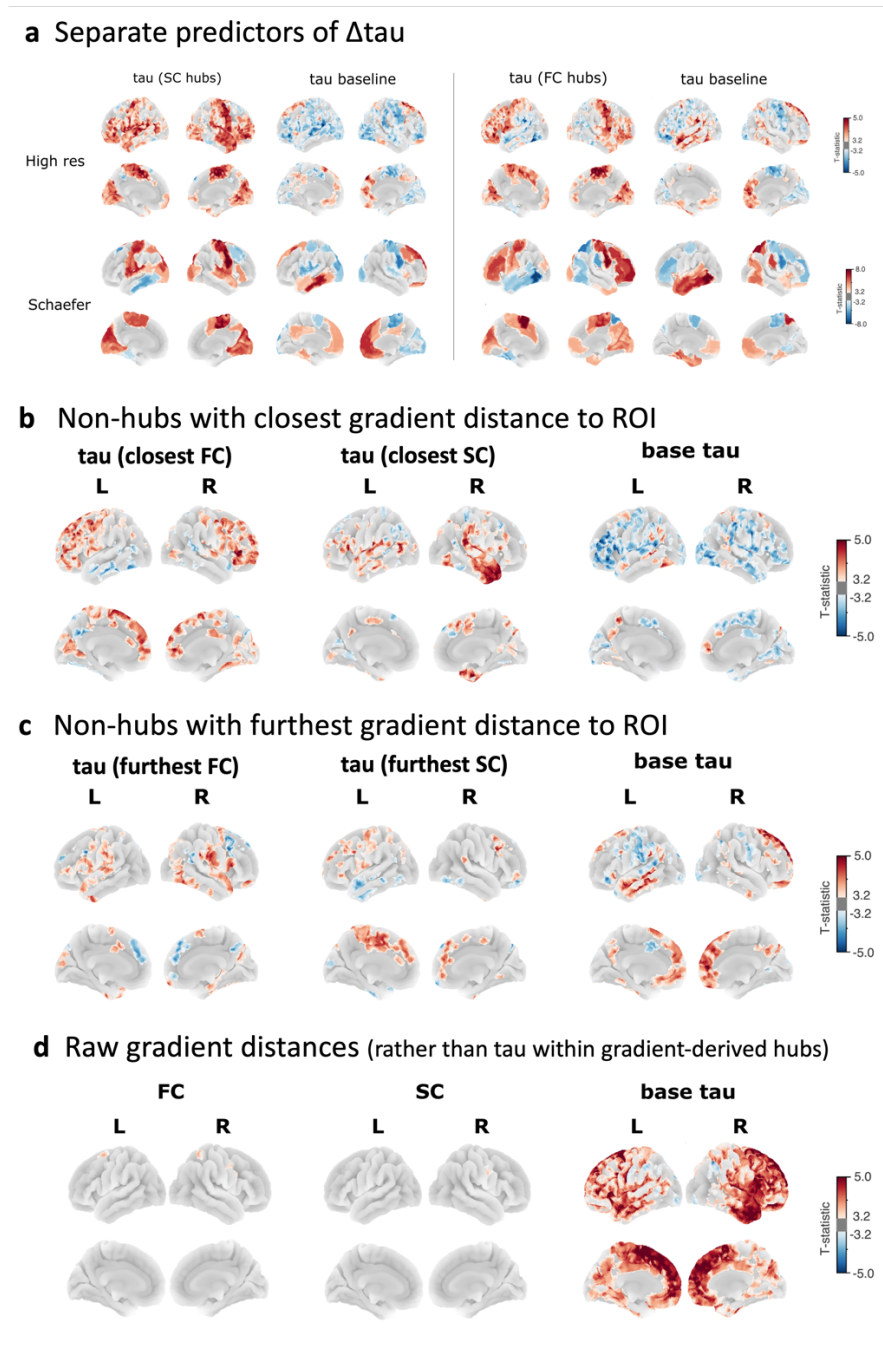 a Separate predictors of Δtau
tau (SC hubs) tau baseline tau (FC hubs) tau baseline
High res
5.0
3.2
-3.2
-5.0
T-statistic
Schaefer
8.0
3.2
-3.2
-8.0
T-statistic
b Non-hubs with closest gradient distance to ROI
tau (closest FC) tau (closest SC) base tau
L R L R L R
5.0
3.2
-3.2
-5.0
T-statistic
c Non-hubs with furthest gradient distance to ROI
tau (furthest FC) tau (furthest SC) base tau
L R L R L R
5.0
3.2
-3.2
-5.0
T-statistic
d Raw gradient distances (rather than tau within gradient-derived hubs)
FC SC base tau
L R L R L R
5.0
3.2
-3.2
-5.0
T-statistic